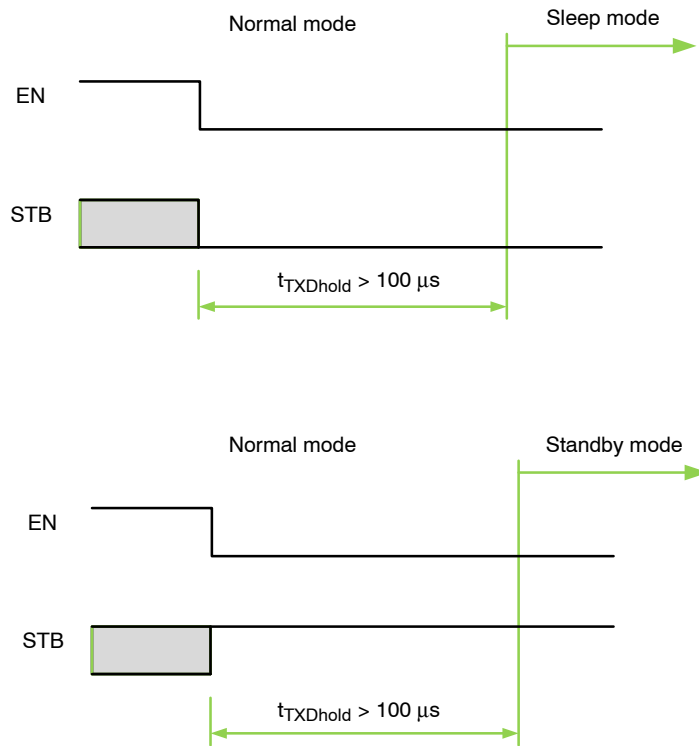 Normal mode
Sleep mode
EN
STB
tTXDhold > 100 μs
Normal mode
Standby mode
EN
STB
tTXDhold > 100 μs